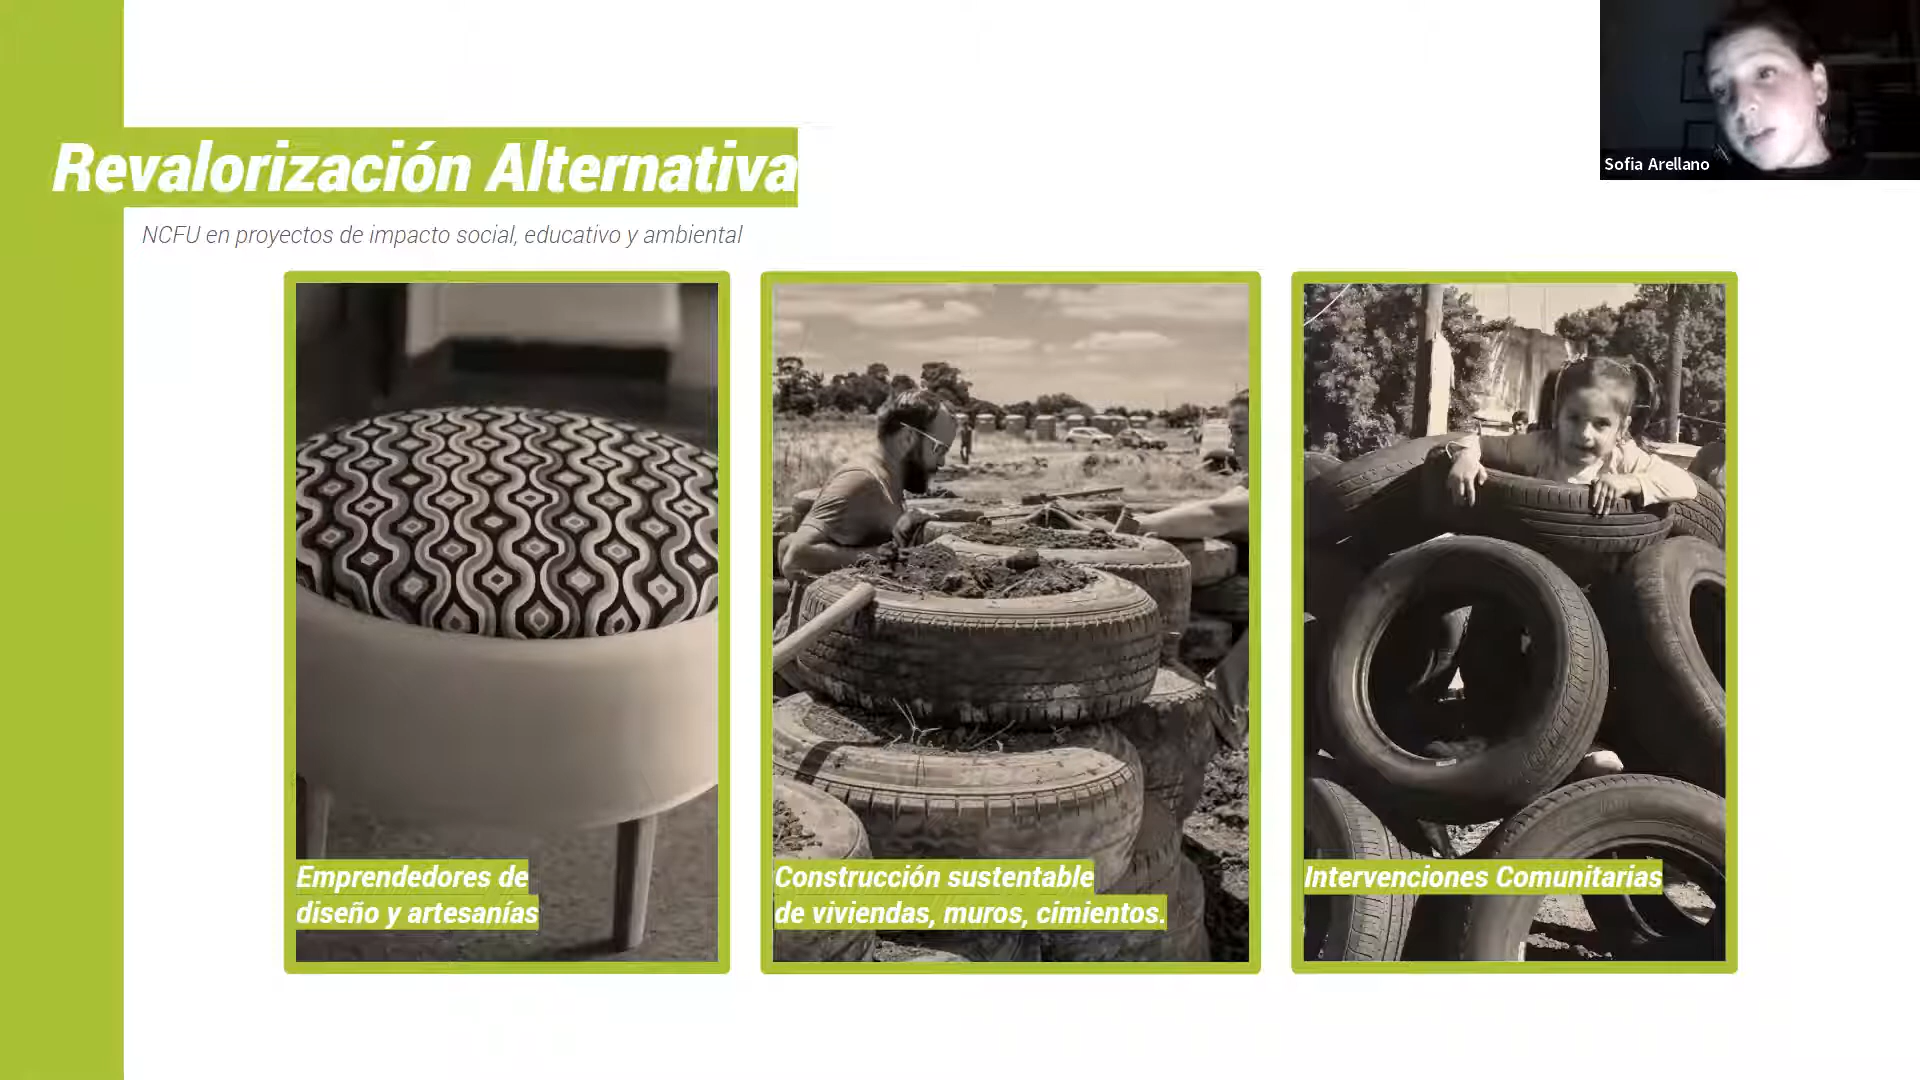 Revalorización Alternativa
NCFU en proyectos de impacto social, educativo y ambiental
Sofia Arellano
Emprendedores de
diseño y artesanías
Construcción sustentable
de viviendas, muros, cimientos.
Intervenciones Comunitarias